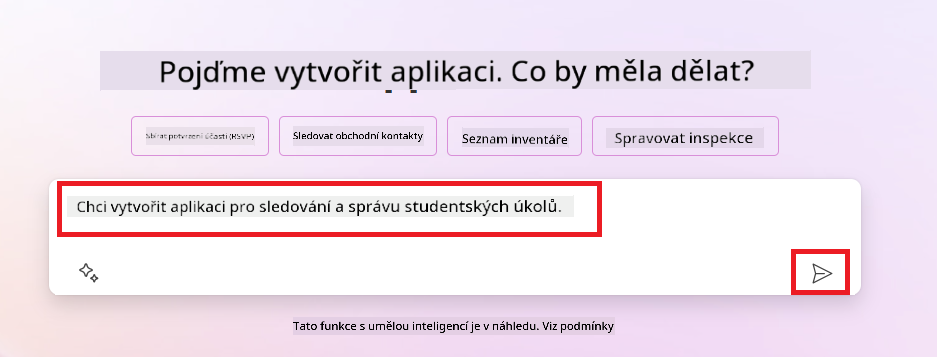 Pojďme vytvořit aplikaci. Co by měla dělat?
Sbírat potvrzení účasti (RSVP)
Sledovat obchodní kontakty
Seznam inventáře
Spravovat inspekce
Chci vytvořit aplikaci pro sledování a správu studentských úkolů.
Tato funkce s umělou inteligencí je v náhledu. Viz podmínky